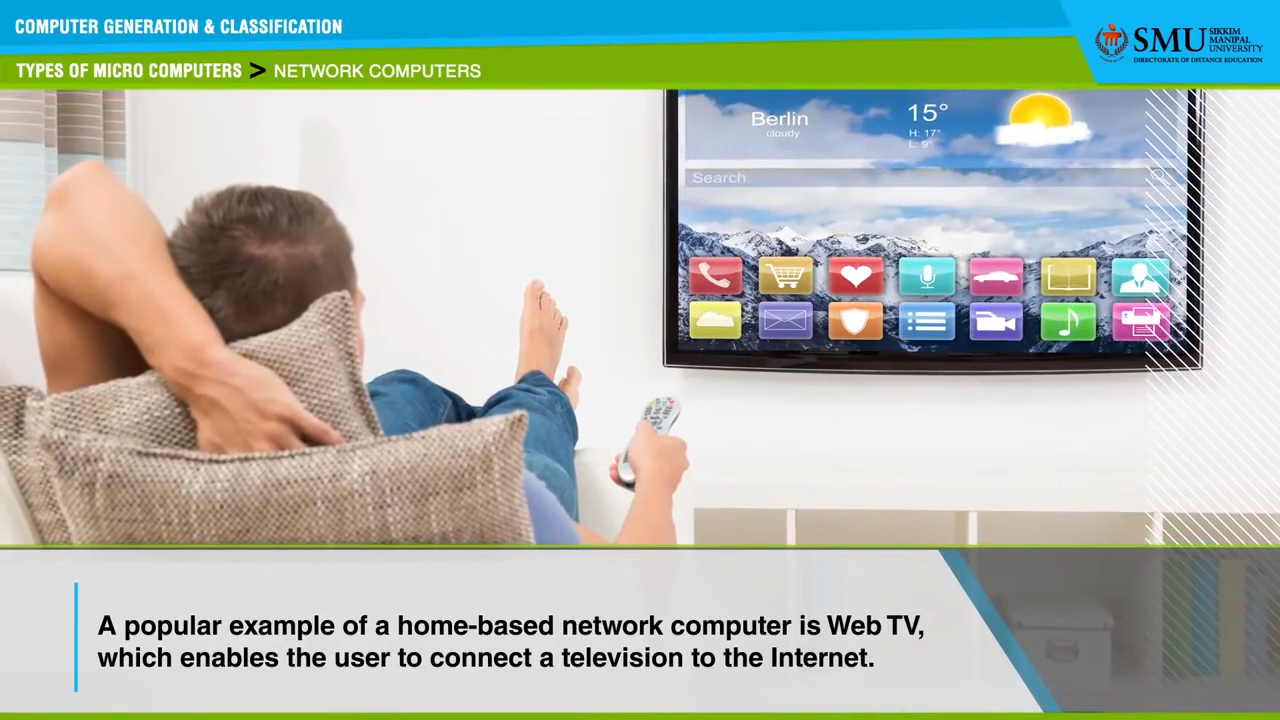 COMPUTER GENERATION & CLASSIFICATION
SMU SIKKIM
MANIPAL
UNIVERSITY
DIRECTORATE OF DISTANCE EDUCATION
TYPES OF MICRO COMPUTERS > NETWORK COMPUTERS
Berlin
cloudy
15°
H: 17°
L: 9°
Search
A popular example of a home-based network computer is Web TV,
which enables the user to connect a television to the Internet.